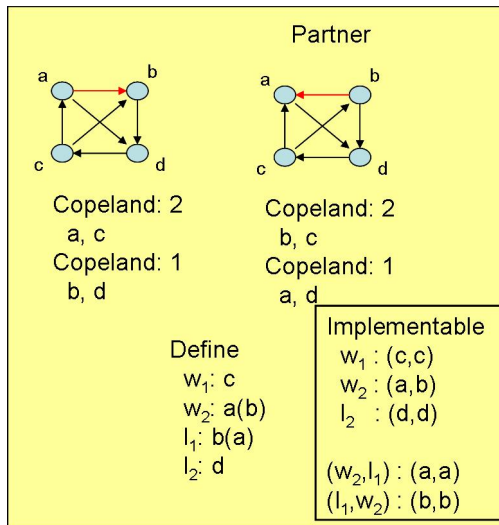 Partner
a b
c d
a b
c d
Copeland: 2
a, c
Copeland: 1
b, d
Copeland: 2
b, c
Copeland: 1
a, d
Define
w₁: c
w₂: a(b)
l₁: b(a)
l₂: d
Implementable
w₁ : (c,c)
w₂ : (a,b)
l₂ : (d,d)
(w₂,l₁) : (a,a)
(l₁,w₂) : (b,b)